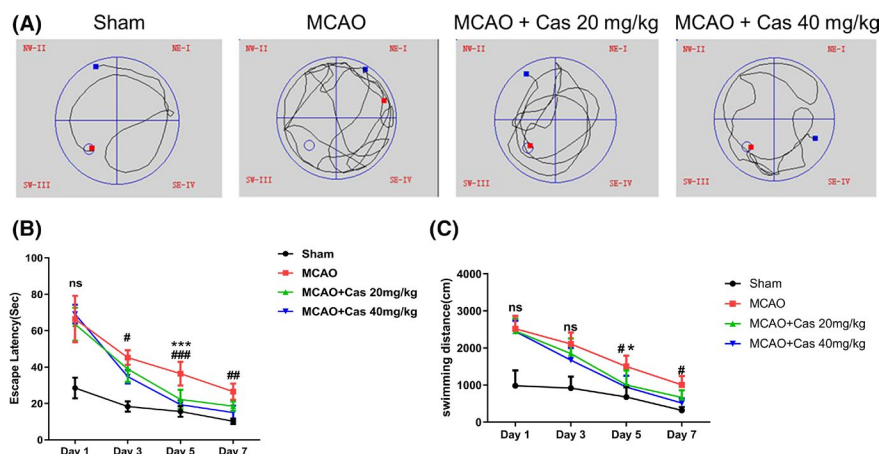 (A)
Sham
MCAO
MCAO + Cas 20 mg/kg
MCAO + Cas 40 mg/kg
NW-II
NE-I
NW-II
NE-I
NW-II
NE-I
NW-II
NE-I
SW-III
SE-IV
SW-III
SE-IV
SW-III
SE-IV
SW-III
SE-IV
(B)
Escape Latency(Sec)
100
80
60
40
20
0
ns
#
***
###
##
Day 1
Day 3
Day 5
Day 7
Sham
MCAO
MCAO+Cas 20mg/kg
MCAO+Cas 40mg/kg
(C)
swimming distance(cm)
4000
3000
2000
1000
0
ns
ns
# *
#
Day 1
Day 3
Day 5
Day 7
Sham
MCAO
MCAO+Cas 20mg/kg
MCAO+Cas 40mg/kg